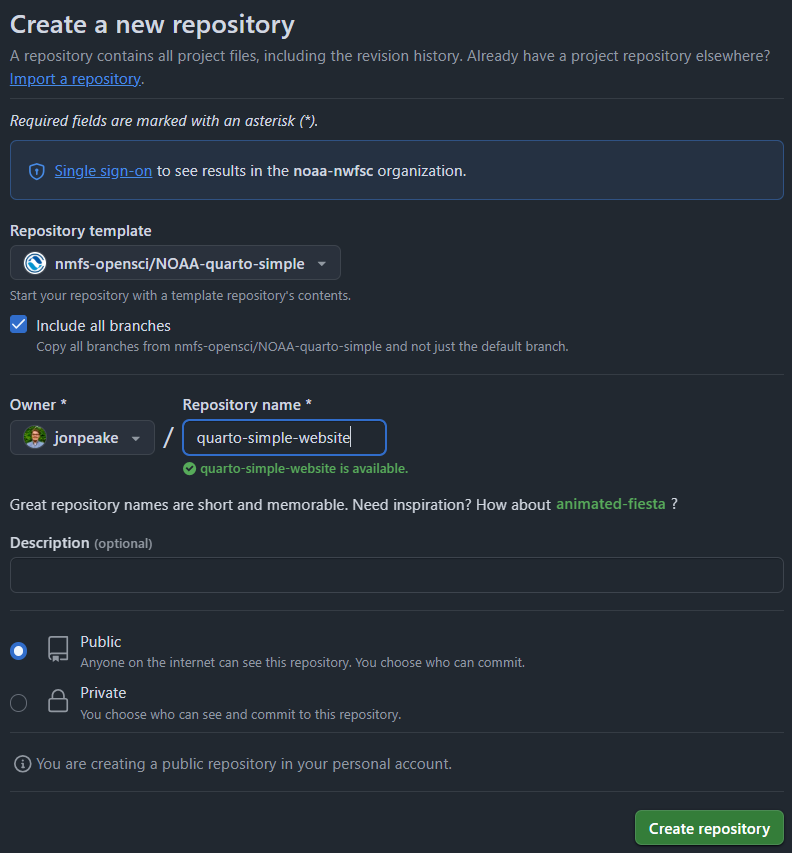 Create a new repository
A repository contains all project files, including the revision history. Already have a project repository elsewhere?
Import a repository.
Required fields are marked with an asterisk (*).
Single sign-on to see results in the noaa-nwfsc organization.
Repository template
nmfs-opensci/NOAA-quarto-simple
Start your repository with a template repository's contents.
Include all branches
Copy all branches from nmfs-opensci/NOAA-quarto-simple and not just the default branch.
Owner * Repository name *
jonpeake / quarto-simple-website
quarto-simple-website is available.
Great repository names are short and memorable. Need inspiration? How about animated-fiesta ?
Description (optional)
Public
Anyone on the internet can see this repository. You choose who can commit.
Private
You choose who can see and commit to this repository.
You are creating a public repository in your personal account.
Create repository